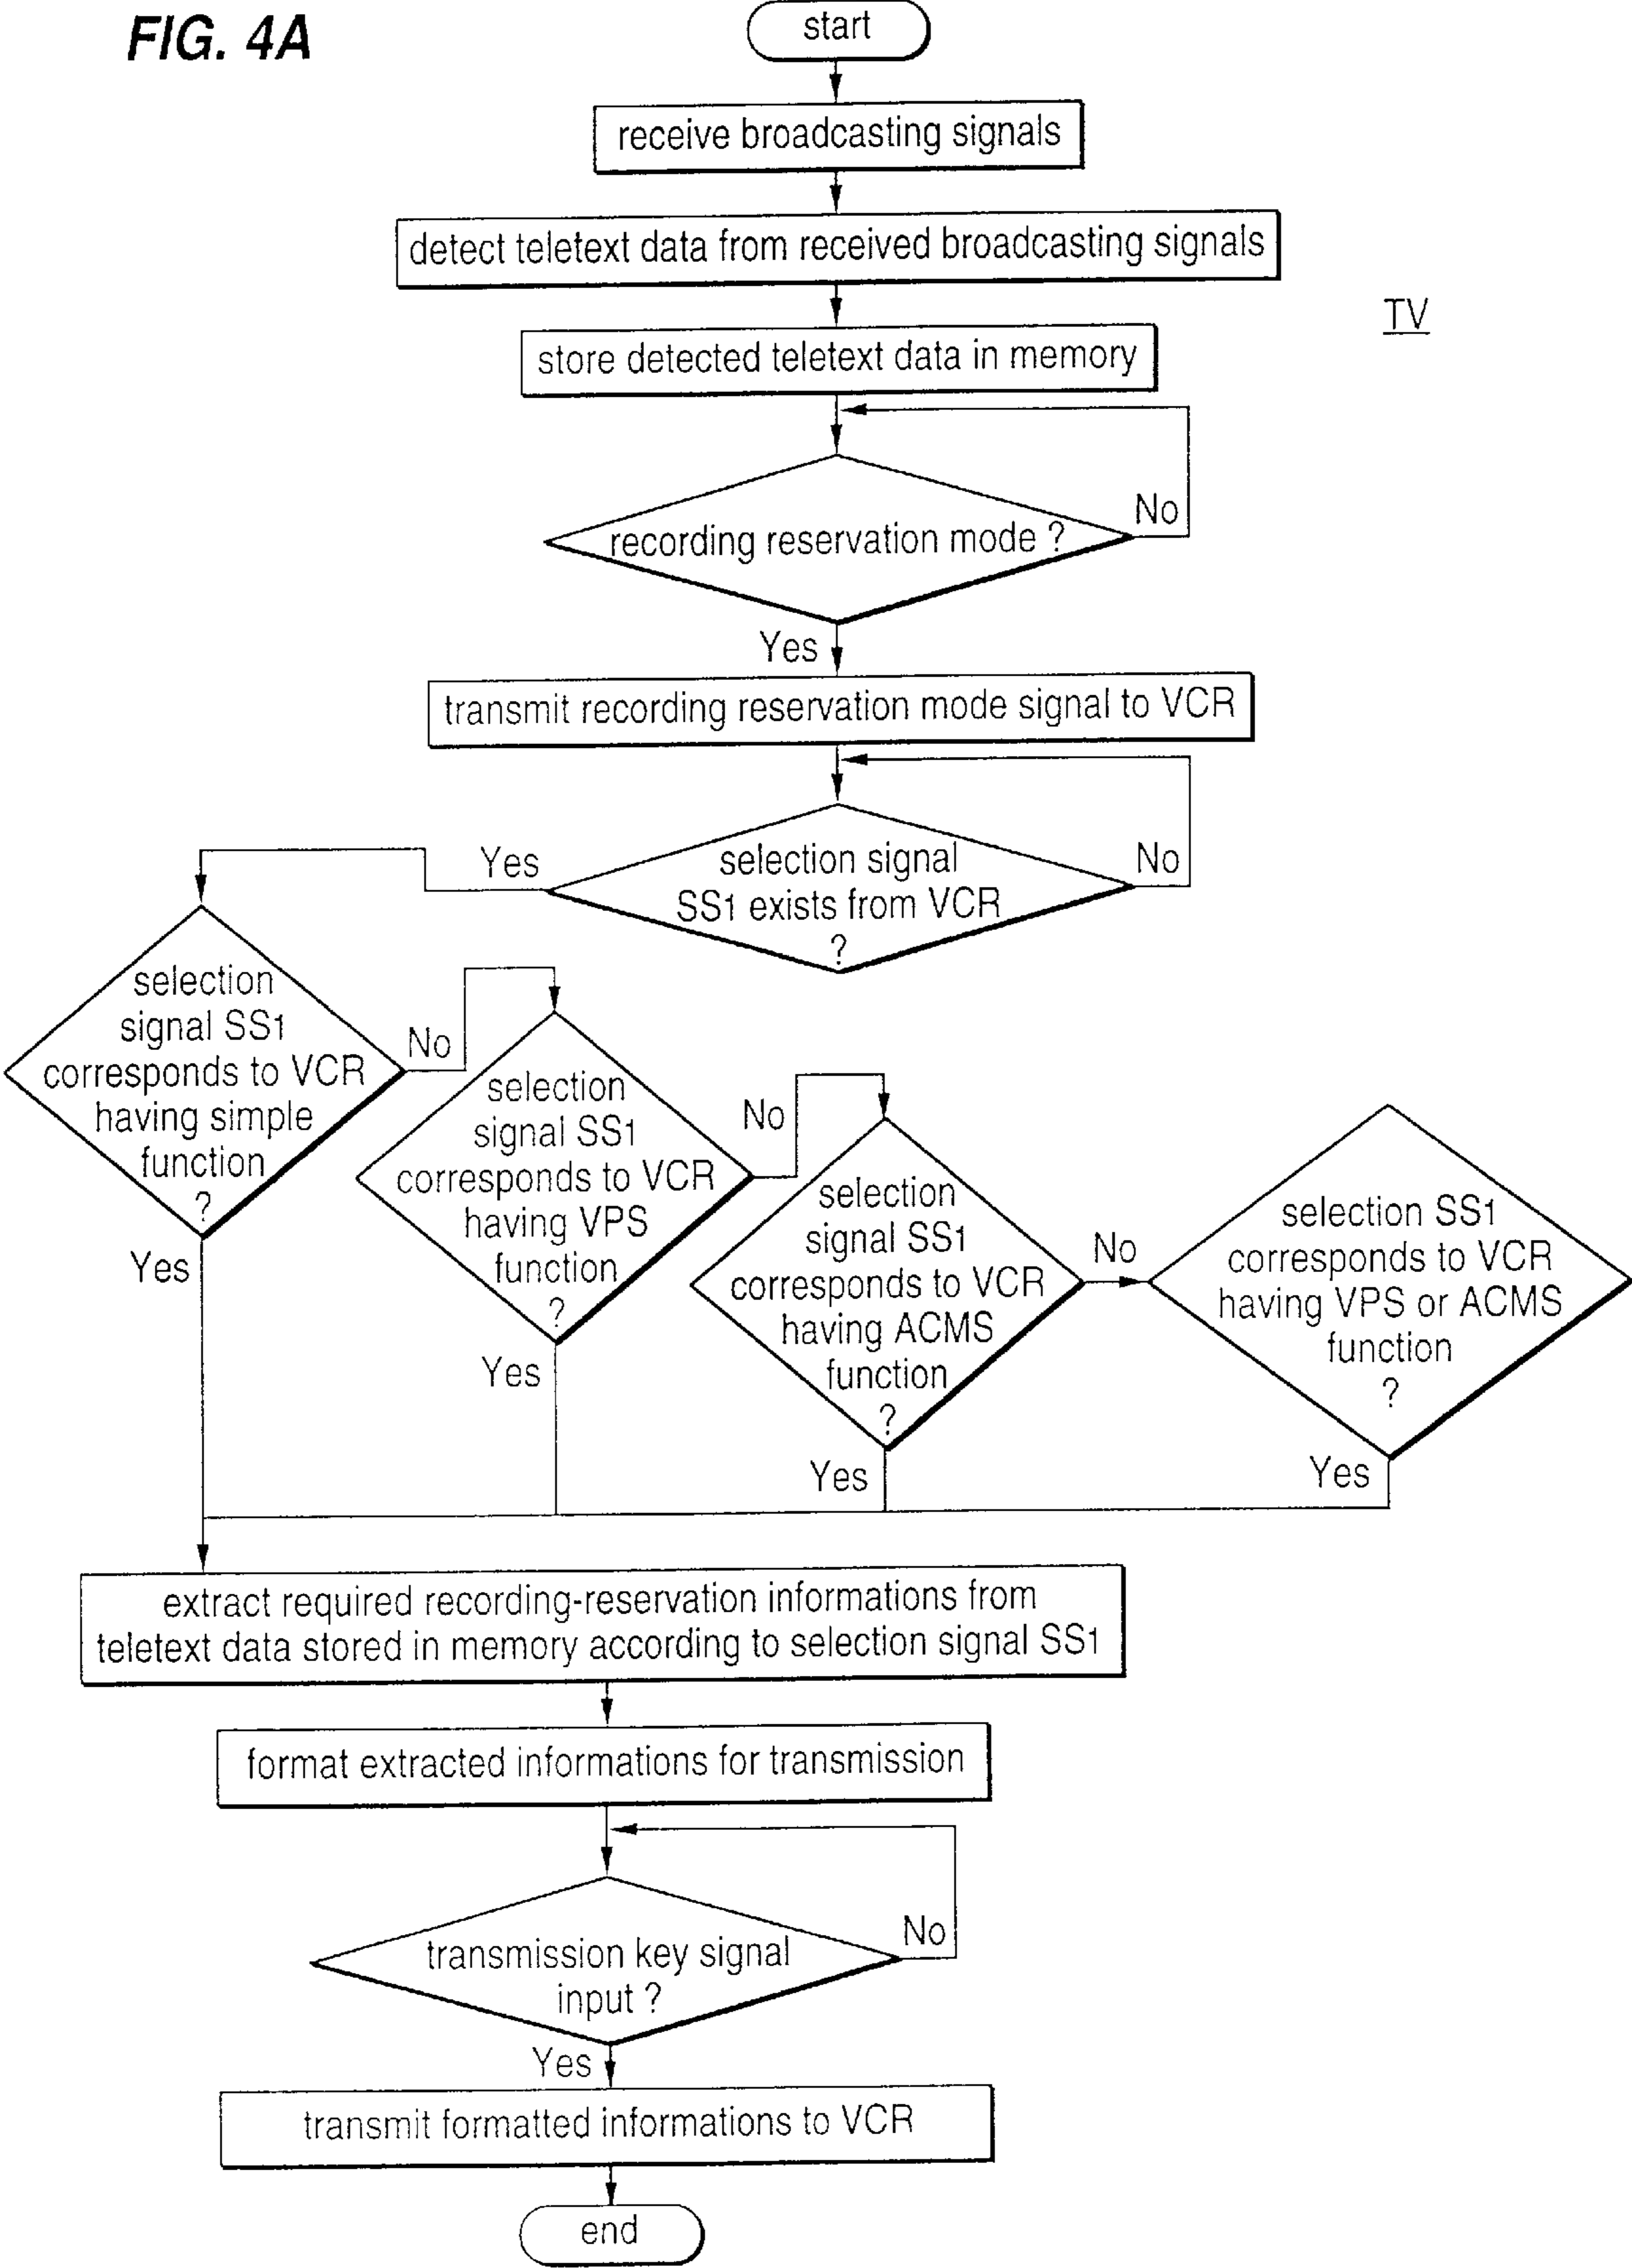 FIG. 4A
start
receive broadcasting signals
detect teletext data from received broadcasting signals
TV
store detected teletext data in memory
No
recording reservation mode ?
Yes
transmit recording reservation mode signal to VCR
Yes
selection signal
SS1 exists from VCR
?
No
selection
signal SS1
corresponds to VCR
having simple
function
?
No
Yes
selection
signal SS1
corresponds to VCR
having VPS
function
?
No
Yes
selection
signal SS1
corresponds to VCR
having ACMS
function
?
No
Yes
selection SS1
corresponds to VCR
having VPS or ACMS
function
?
Yes
extract required recording-reservation informations from
teletext data stored in memory according to selection signal SS1
format extracted informations for transmission
No
transmission key signal
input ?
Yes
transmit formatted informations to VCR
end